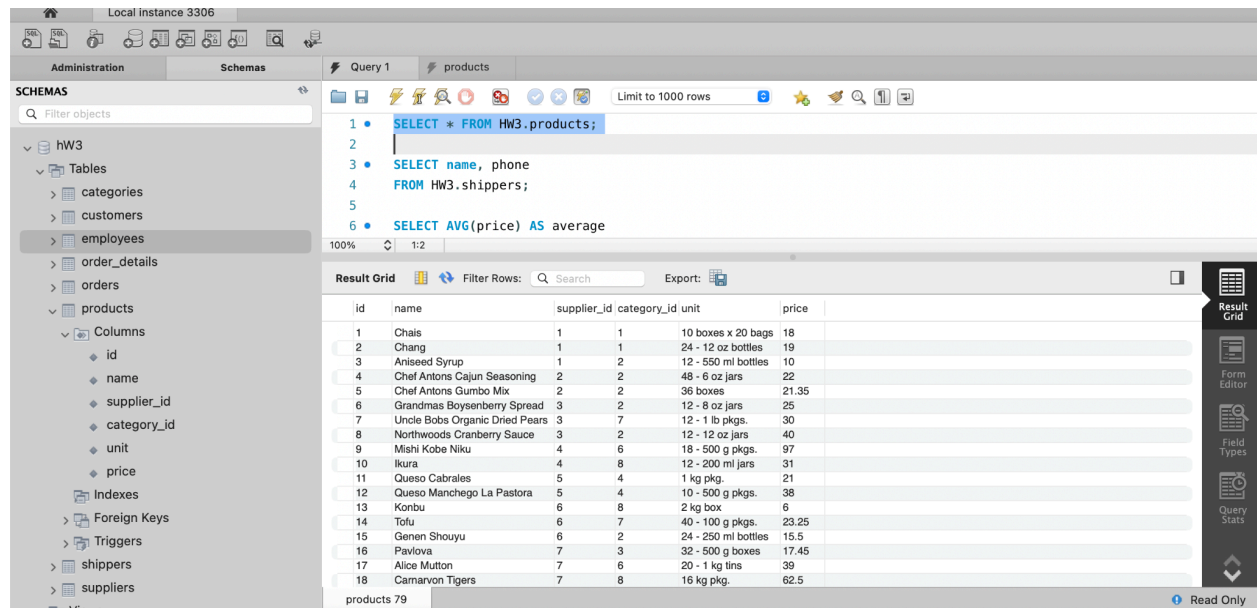 Local instance 3306
Administration
Schemas
Query 1
products
SCHEMAS
Filter objects
Limit to 1000 rows
hW3
Tables
categories
customers
employees
order_details
orders
products
Columns
id
name
supplier_id
category_id
unit
price
Indexes
Foreign Keys
Triggers
shippers
suppliers
1 SELECT * FROM HW3.products;
2
3 SELECT name, phone
4 FROM HW3.shippers;
5
6 SELECT AVG(price) AS average
100% 1:2
Result Grid Filter Rows: Search Export:
id name supplier_id category_id unit price
1 Chais 1 1 10 boxes x 20 bags 18
2 Chang 1 1 24 - 12 oz bottles 19
3 Aniseed Syrup 1 2 12 - 550 ml bottles 10
4 Chef Antons Cajun Seasoning 2 2 48 - 6 oz jars 22
5 Chef Antons Gumbo Mix 2 2 36 boxes 21.35
6 Grandmas Boysenberry Spread 3 2 12 - 8 oz jars 25
7 Uncle Bobs Organic Dried Pears 3 7 12 - 1 lb pkgs. 30
8 Northwoods Cranberry Sauce 3 2 12 - 12 oz jars 40
9 Mishi Kobe Niku 4 6 18 - 500 g pkgs. 97
10 Ikura 4 8 12 - 200 ml jars 31
11 Queso Cabrales 5 4 1 kg pkg. 21
12 Queso Manchego La Pastora 5 4 10 - 500 g pkgs. 38
13 Konbu 6 8 2 kg box 6
14 Tofu 6 7 40 - 100 g pkgs. 23.25
15 Genen Shouyu 6 2 24 - 250 ml bottles 15.5
16 Pavlova 7 3 32 - 500 g boxes 17.45
17 Alice Mutton 7 6 20 - 1 kg tins 39
18 Carnarvon Tigers 7 8 16 kg pkg. 62.5
Result
Grid
Form
Editor
Field
Types
Query
Stats
products 79
Read Only